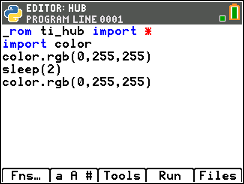 EDITOR: HUB
PROGRAM LINE 0001
_rom ti_hub import *
import color
color.rgb(0,255,255)
sleep(2)
color.rgb(0,255,255)
Fns… a A # Tools Run Files